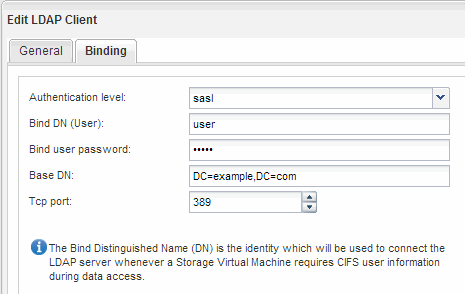 Edit LDAP Client
General Binding
Authentication level: sasl
Bind DN (User): user
Bind user password: •••••
Base DN: DC=example,DC=com
Tcp port: 389
The Bind Distinguished Name (DN) is the identity which will be used to connect the
LDAP server whenever a Storage Virtual Machine requires CIFS user information
during data access.